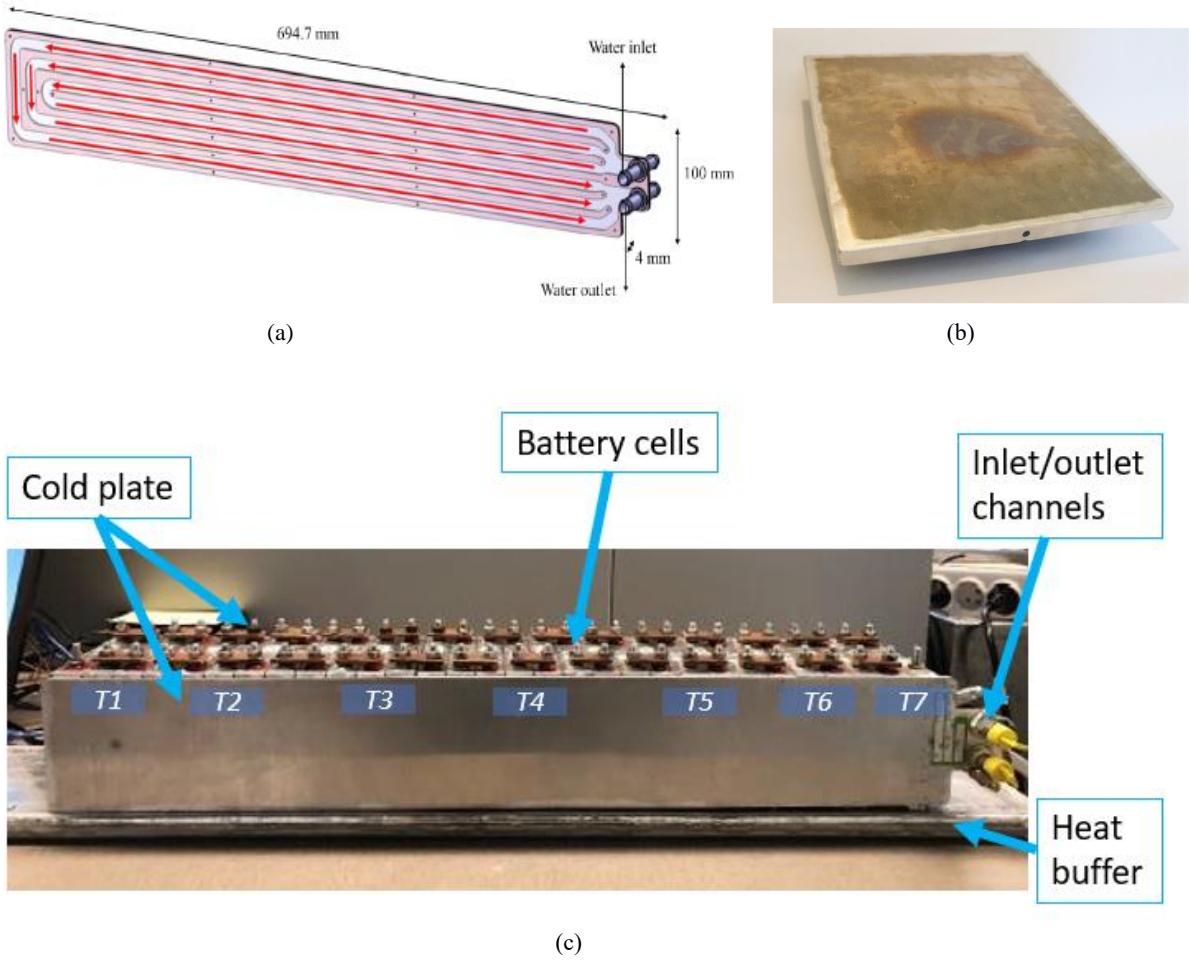 694.7 mm
Water inlet
100 mm
4 mm
Water outlet
(a)
(b)
Battery cells
Cold plate
Inlet/outlet
channels
T1 T2 T3 T4 T5 T6 T7
Heat
buffer
(c)